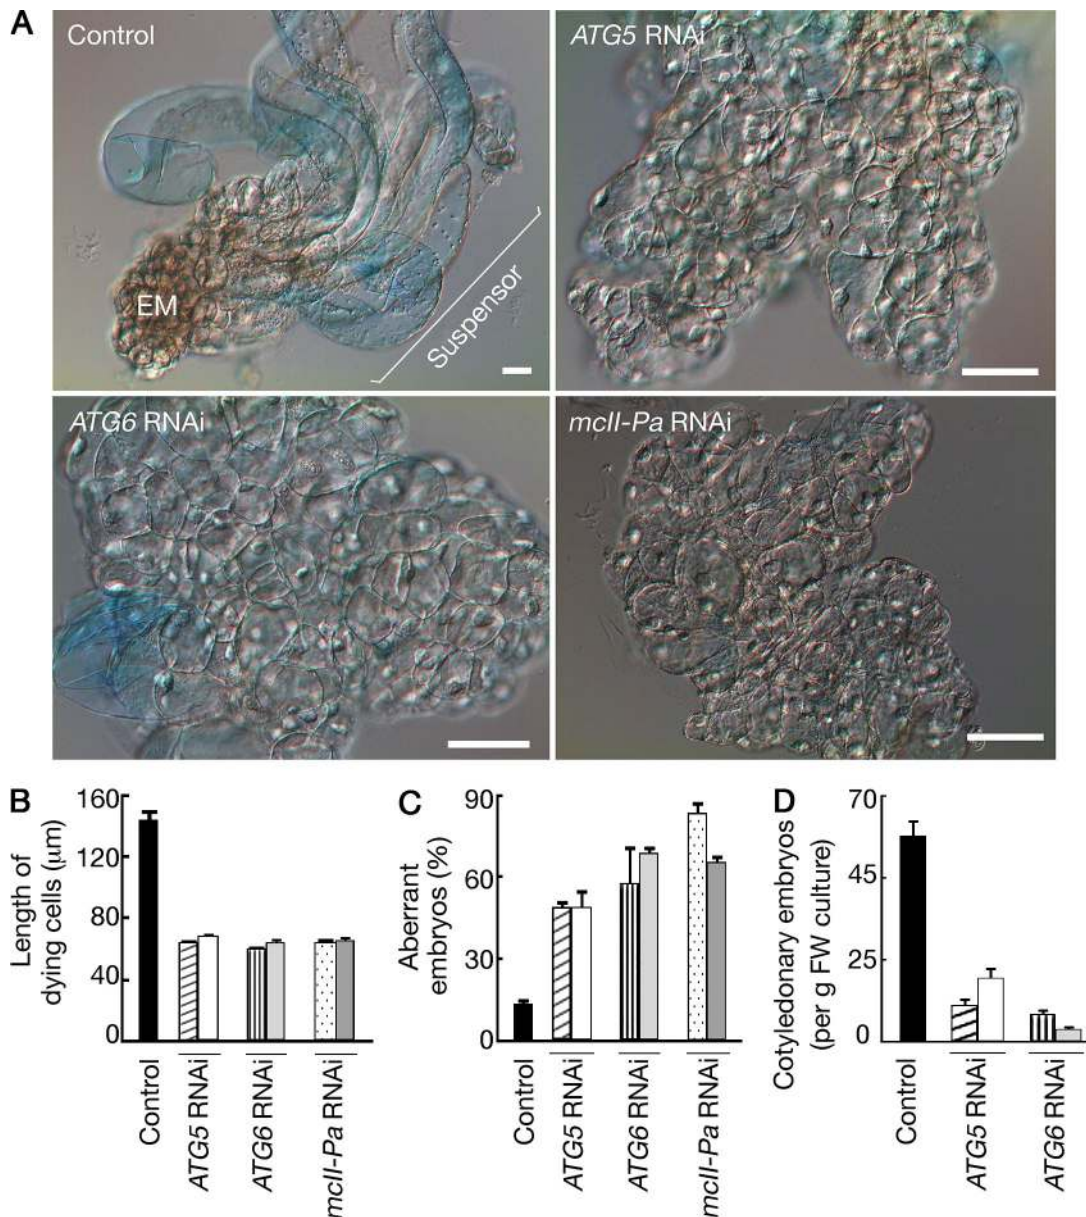 A
Control
ATG5 RNAi
EM
Suspensor
ATG6 RNAi
mcII-Pa RNAi
B
Length of
dying cells (μm)
160
120
80
40
0
Control
ATG5 RNAi
ATG6 RNAi
mcII-Pa RNAi
C
Aberrant
embryos (%)
90
60
30
0
Control
ATG5 RNAi
ATG6 RNAi
mcII-Pa RNAi
D
Cotyledonary embryos
(per g FW culture)
70
45
25
0
Control
ATG5 RNAi
ATG6 RNAi